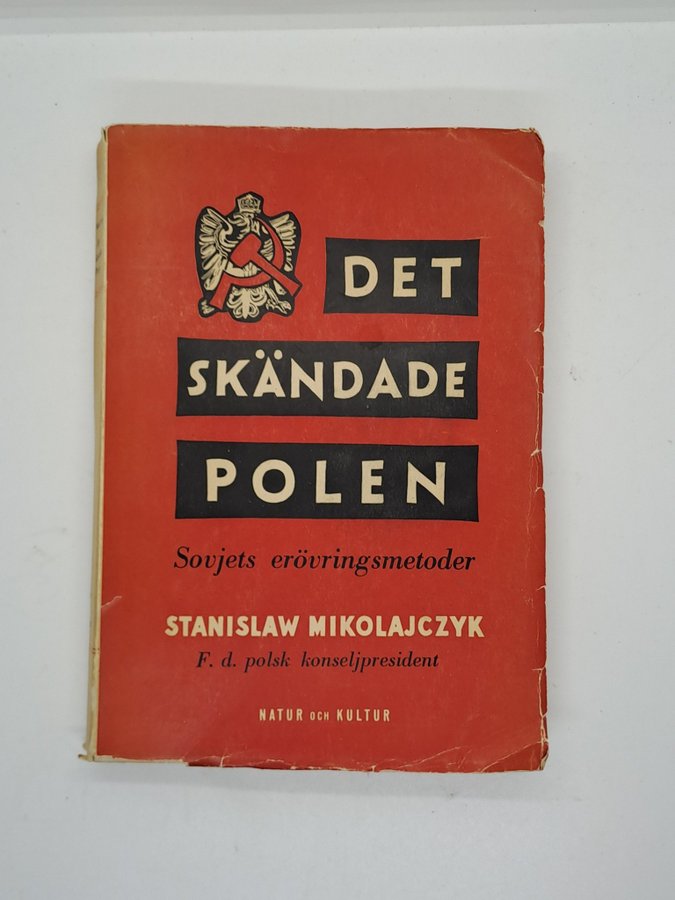 DET
SKÄNDADE
POLEN
Sovjets erövringsmetoder
STANISLAW MIKOLAJCZYK
F. d. polsk konseljpresident
NATUR OCH KULTUR